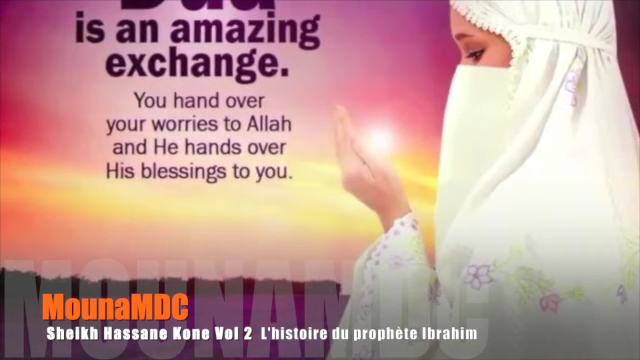 Dua
is an amazing
exchange.
You hand over
your worries to Allah
and He hands over
His blessings to you.
MOUNAMDC
MounaMDC
Sheikh Hassane Kone Vol 2 L'histoire du prophète Ibrahim